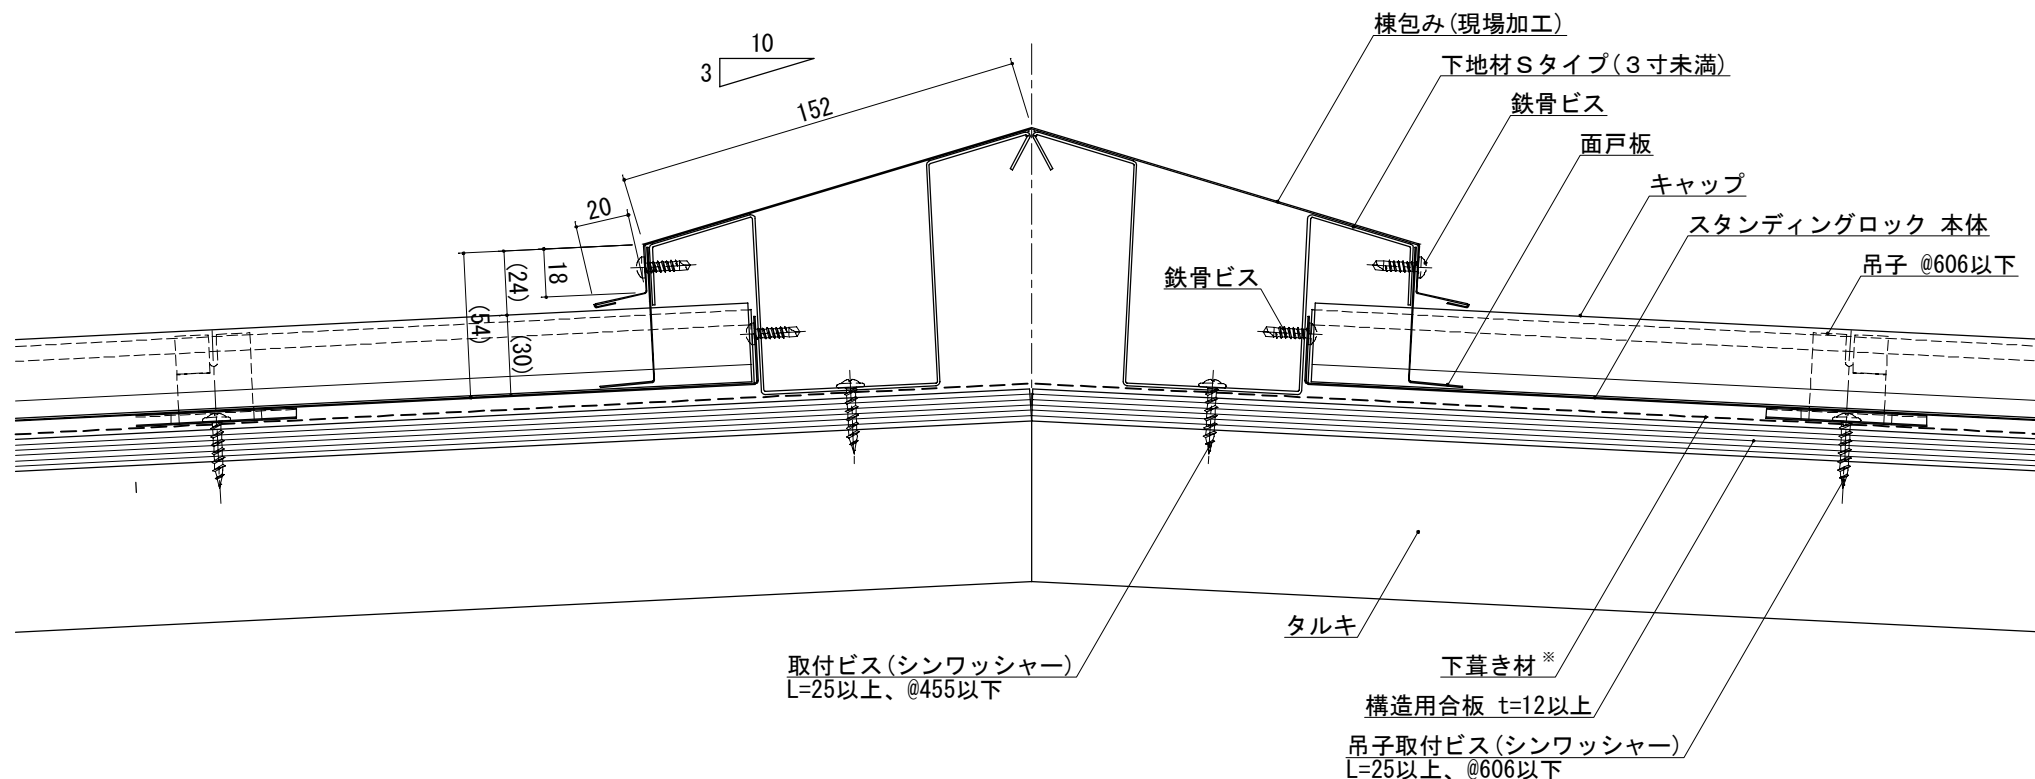 棟包み(現場加工)
下地材Sタイプ(3寸未満)
鉄骨ビス
面戸板
キャップ
スタンディングロック 本体
吊子 @606以下
鉄骨ビス
10
3
152
20
18
(24)
(54)
(30)
タルキ
取付ビス(シンワッシャー)
L=25以上、@455以下
下葺き材※
構造用合板 t=12以上
吊子取付ビス(シンワッシャー)
L=25以上、@606以下